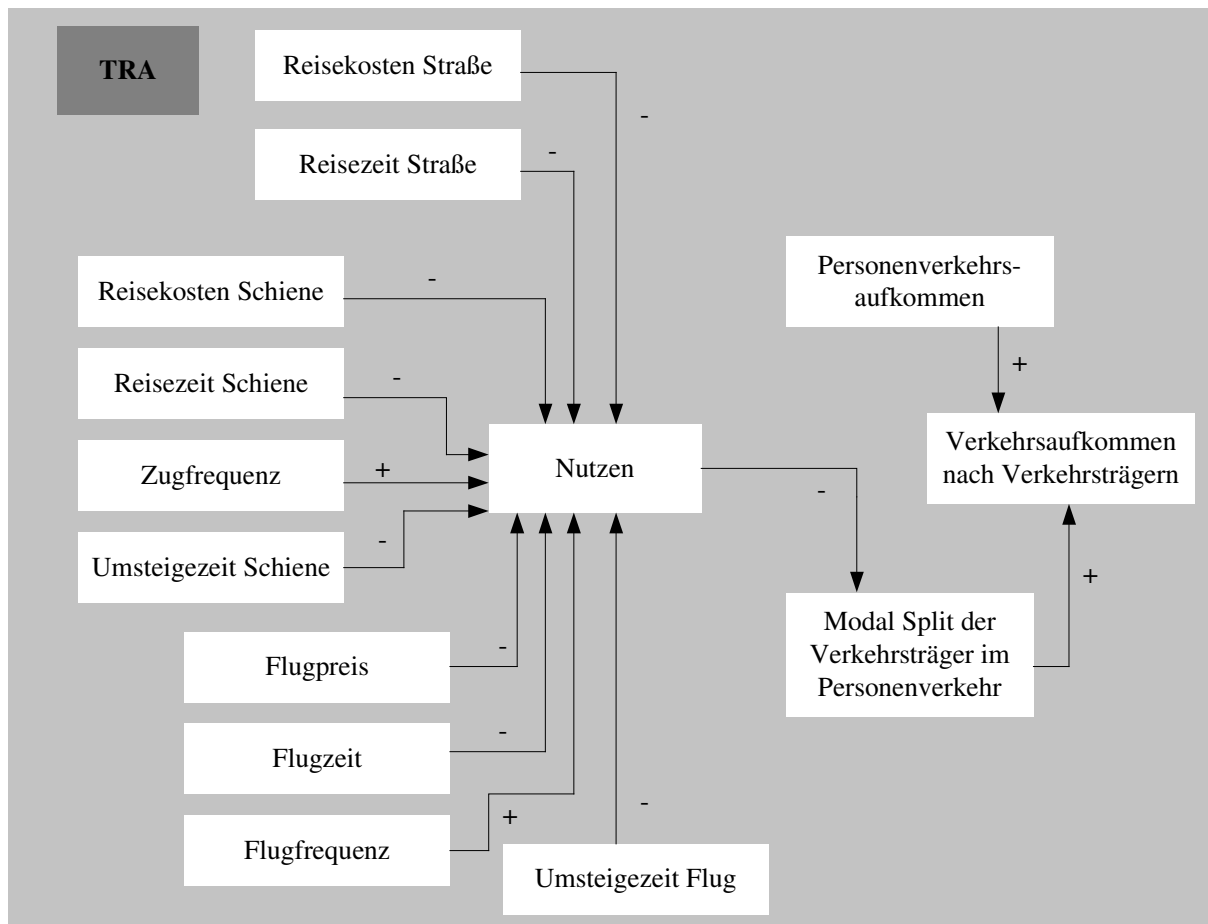 TRA
Reisekosten Straße
-
Reisezeit Straße
-
Reisekosten Schiene
-
Personenverkehrs-
aufkommen
Reisezeit Schiene
-
+
Zugfrequenz
+
Nutzen
-
Verkehrsaufkommen
nach Verkehrsträgern
Umsteigezeit Schiene
-
+
Modal Split der
Verkehrsträger im
Personenverkehr
Flugpreis
-
Flugzeit
-
Flugfrequenz
+
-
Umsteigezeit Flug